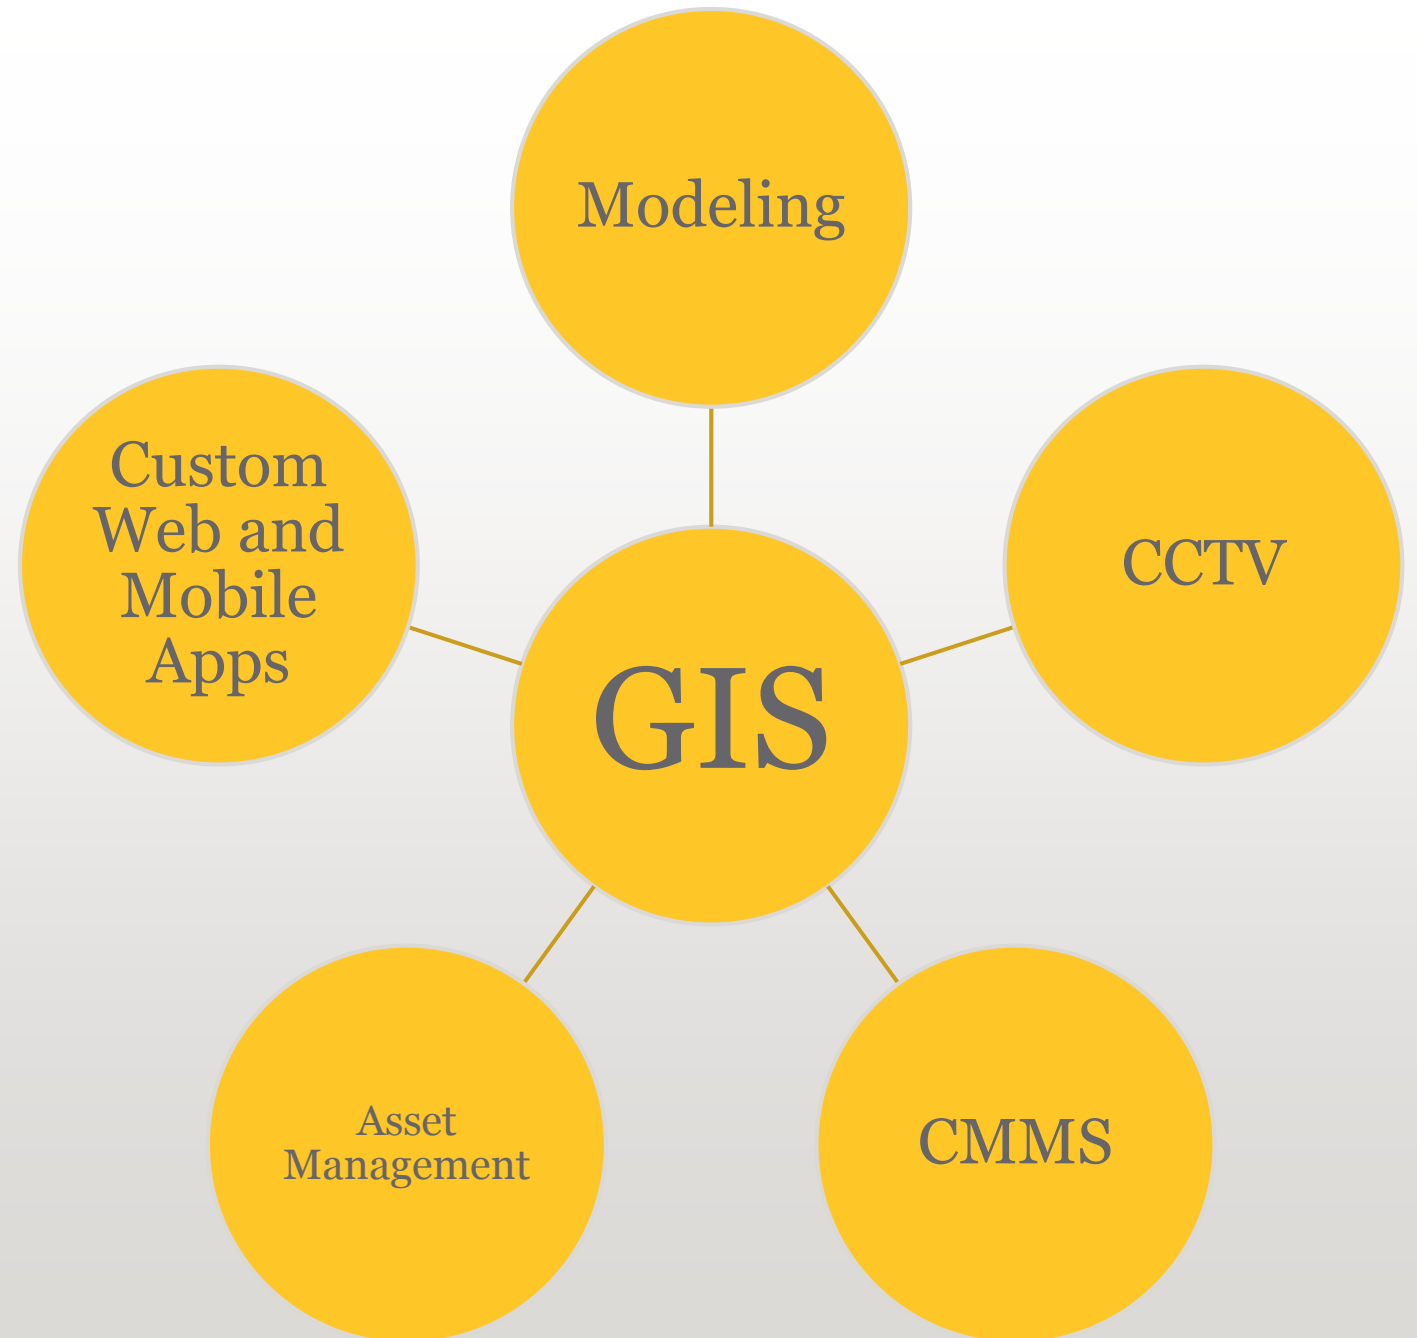 Modeling
Custom
Web and
Mobile
Apps
CCTV
GIS
Asset
Management
CMMS